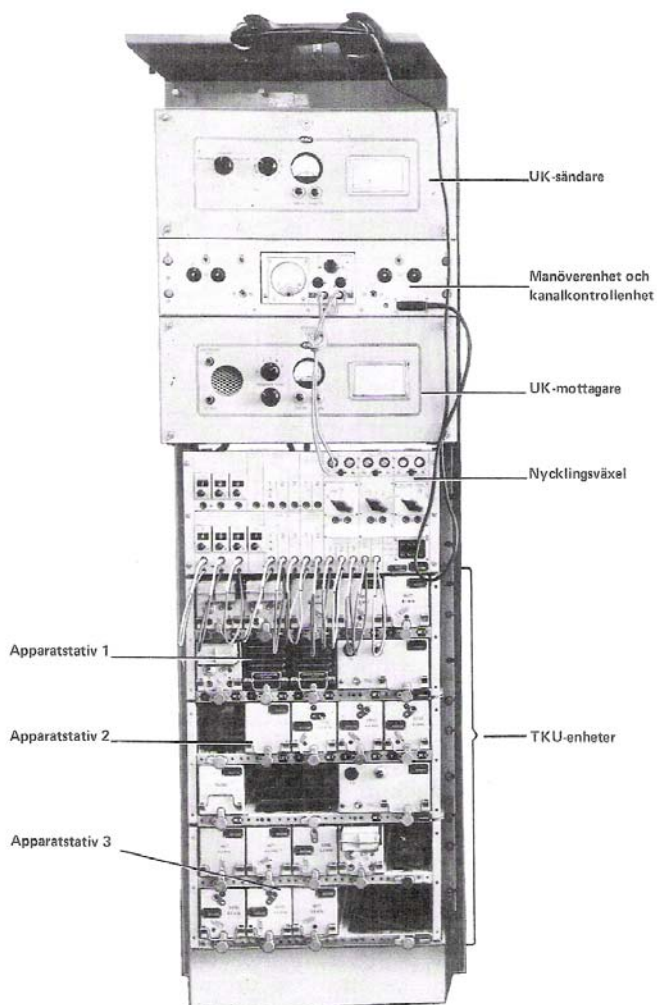 UK-sändare
Manöverenhet och
kanalkontrollenhet
UK-mottagare
Nycklingsväxel
Apparatstativ 1
Apparatstativ 2
TKU-enheter
Apparatstativ 3